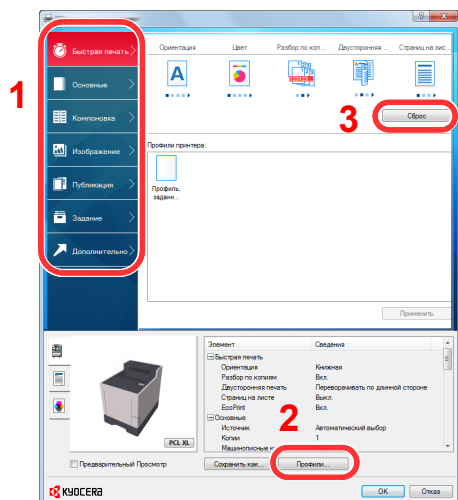 ?
Быстрая печать
Основные
Компоновка
Изображение
Публикация
Задание
Дополнительно
1
Ориентация Цвет Разбор по коп... Двусторонняя ... Страниц на лис...
A
3
Сброс
Профили принтера:
Профиль,
заданн...
Применить
Элемент Сведения
Быстрая печать
Ориентация Книжная
Разбор по копиям Вкл.
Двусторонняя печать Переворачивать по длинной стороне
Страниц на листе Выкл.
EcoPrint Вкл.
Основные
Источник Автоматический выбор
Копии 1
2
PCL XL
Предварительный Просмотр
Сохранить как...
Профили...
KYOCERA
OK
Отказ